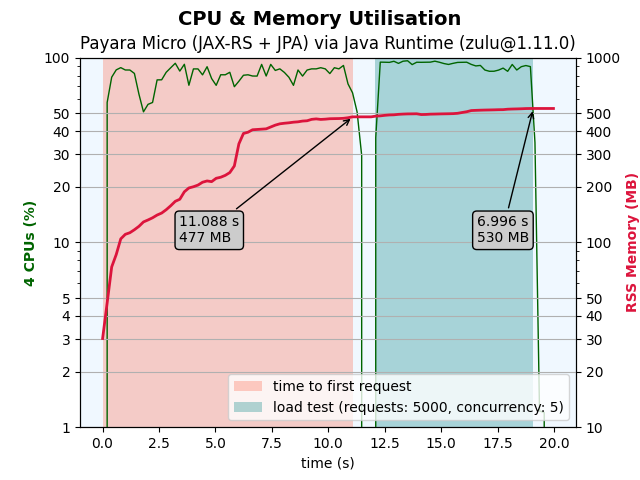 CPU & Memory Utilisation
Payara Micro (JAX-RS + JPA) via Java Runtime (zulu@1.11.0)
100
50
40
30
20
10
5
4
3
2
1
4 CPUs (%)
1000
500
400
300
200
100
50
40
30
20
10
RSS Memory (MB)
11.088 s
477 MB
6.996 s
530 MB
time to first request
load test (requests: 5000, concurrency: 5)
0.0 2.5 5.0 7.5 10.0 12.5 15.0 17.5 20.0
time (s)